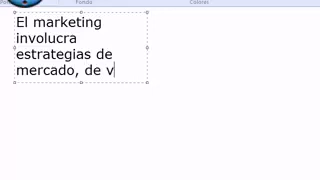 Fondo
Colores
El marketing
involucra
estrategias de
mercado, de v